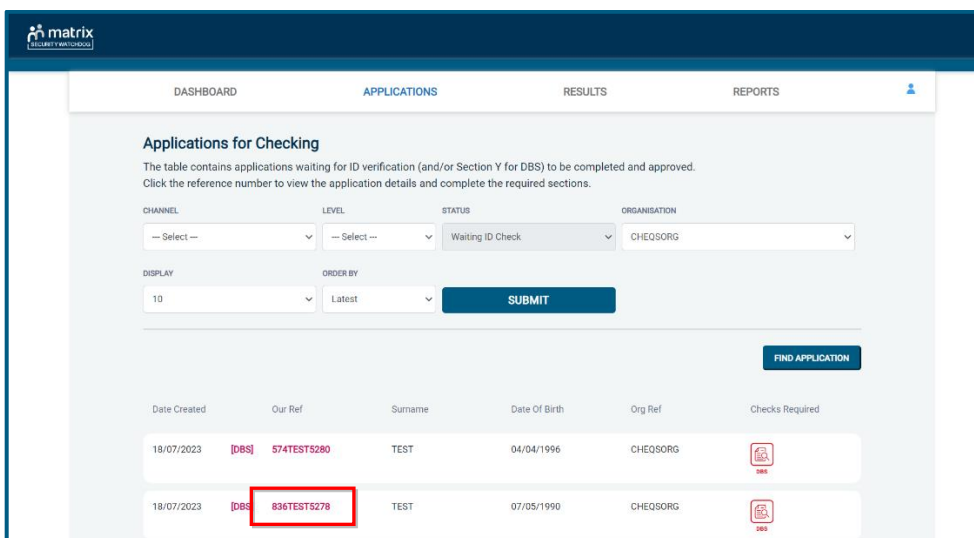 matrix
SECURITY WATCHDOG
DASHBOARD APPLICATIONS RESULTS REPORTS
Applications for Checking
The table contains applications waiting for ID verification (and/or Section Y for DBS) to be completed and approved.
Click the reference number to view the application details and complete the required sections.
CHANNEL LEVEL STATUS ORGANISATION
--- Select --- --- Select --- Waiting ID Check CHEQSORG
DISPLAY ORDER BY
10 Latest SUBMIT
FIND APPLICATION
Date Created Our Ref Surname Date Of Birth Org Ref Checks Required
18/07/2023 [DBS] 574TEST5280 TEST 04/04/1996 CHEQSORG
DBS
18/07/2023 [DBS 836TEST5278 TEST 07/05/1990 CHEQSORG
DBS